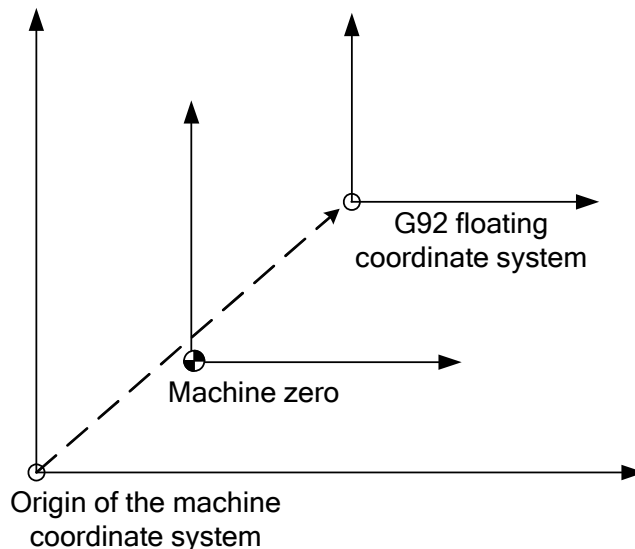 G92 floating
coordinate system
Machine zero
Origin of the machine
coordinate system